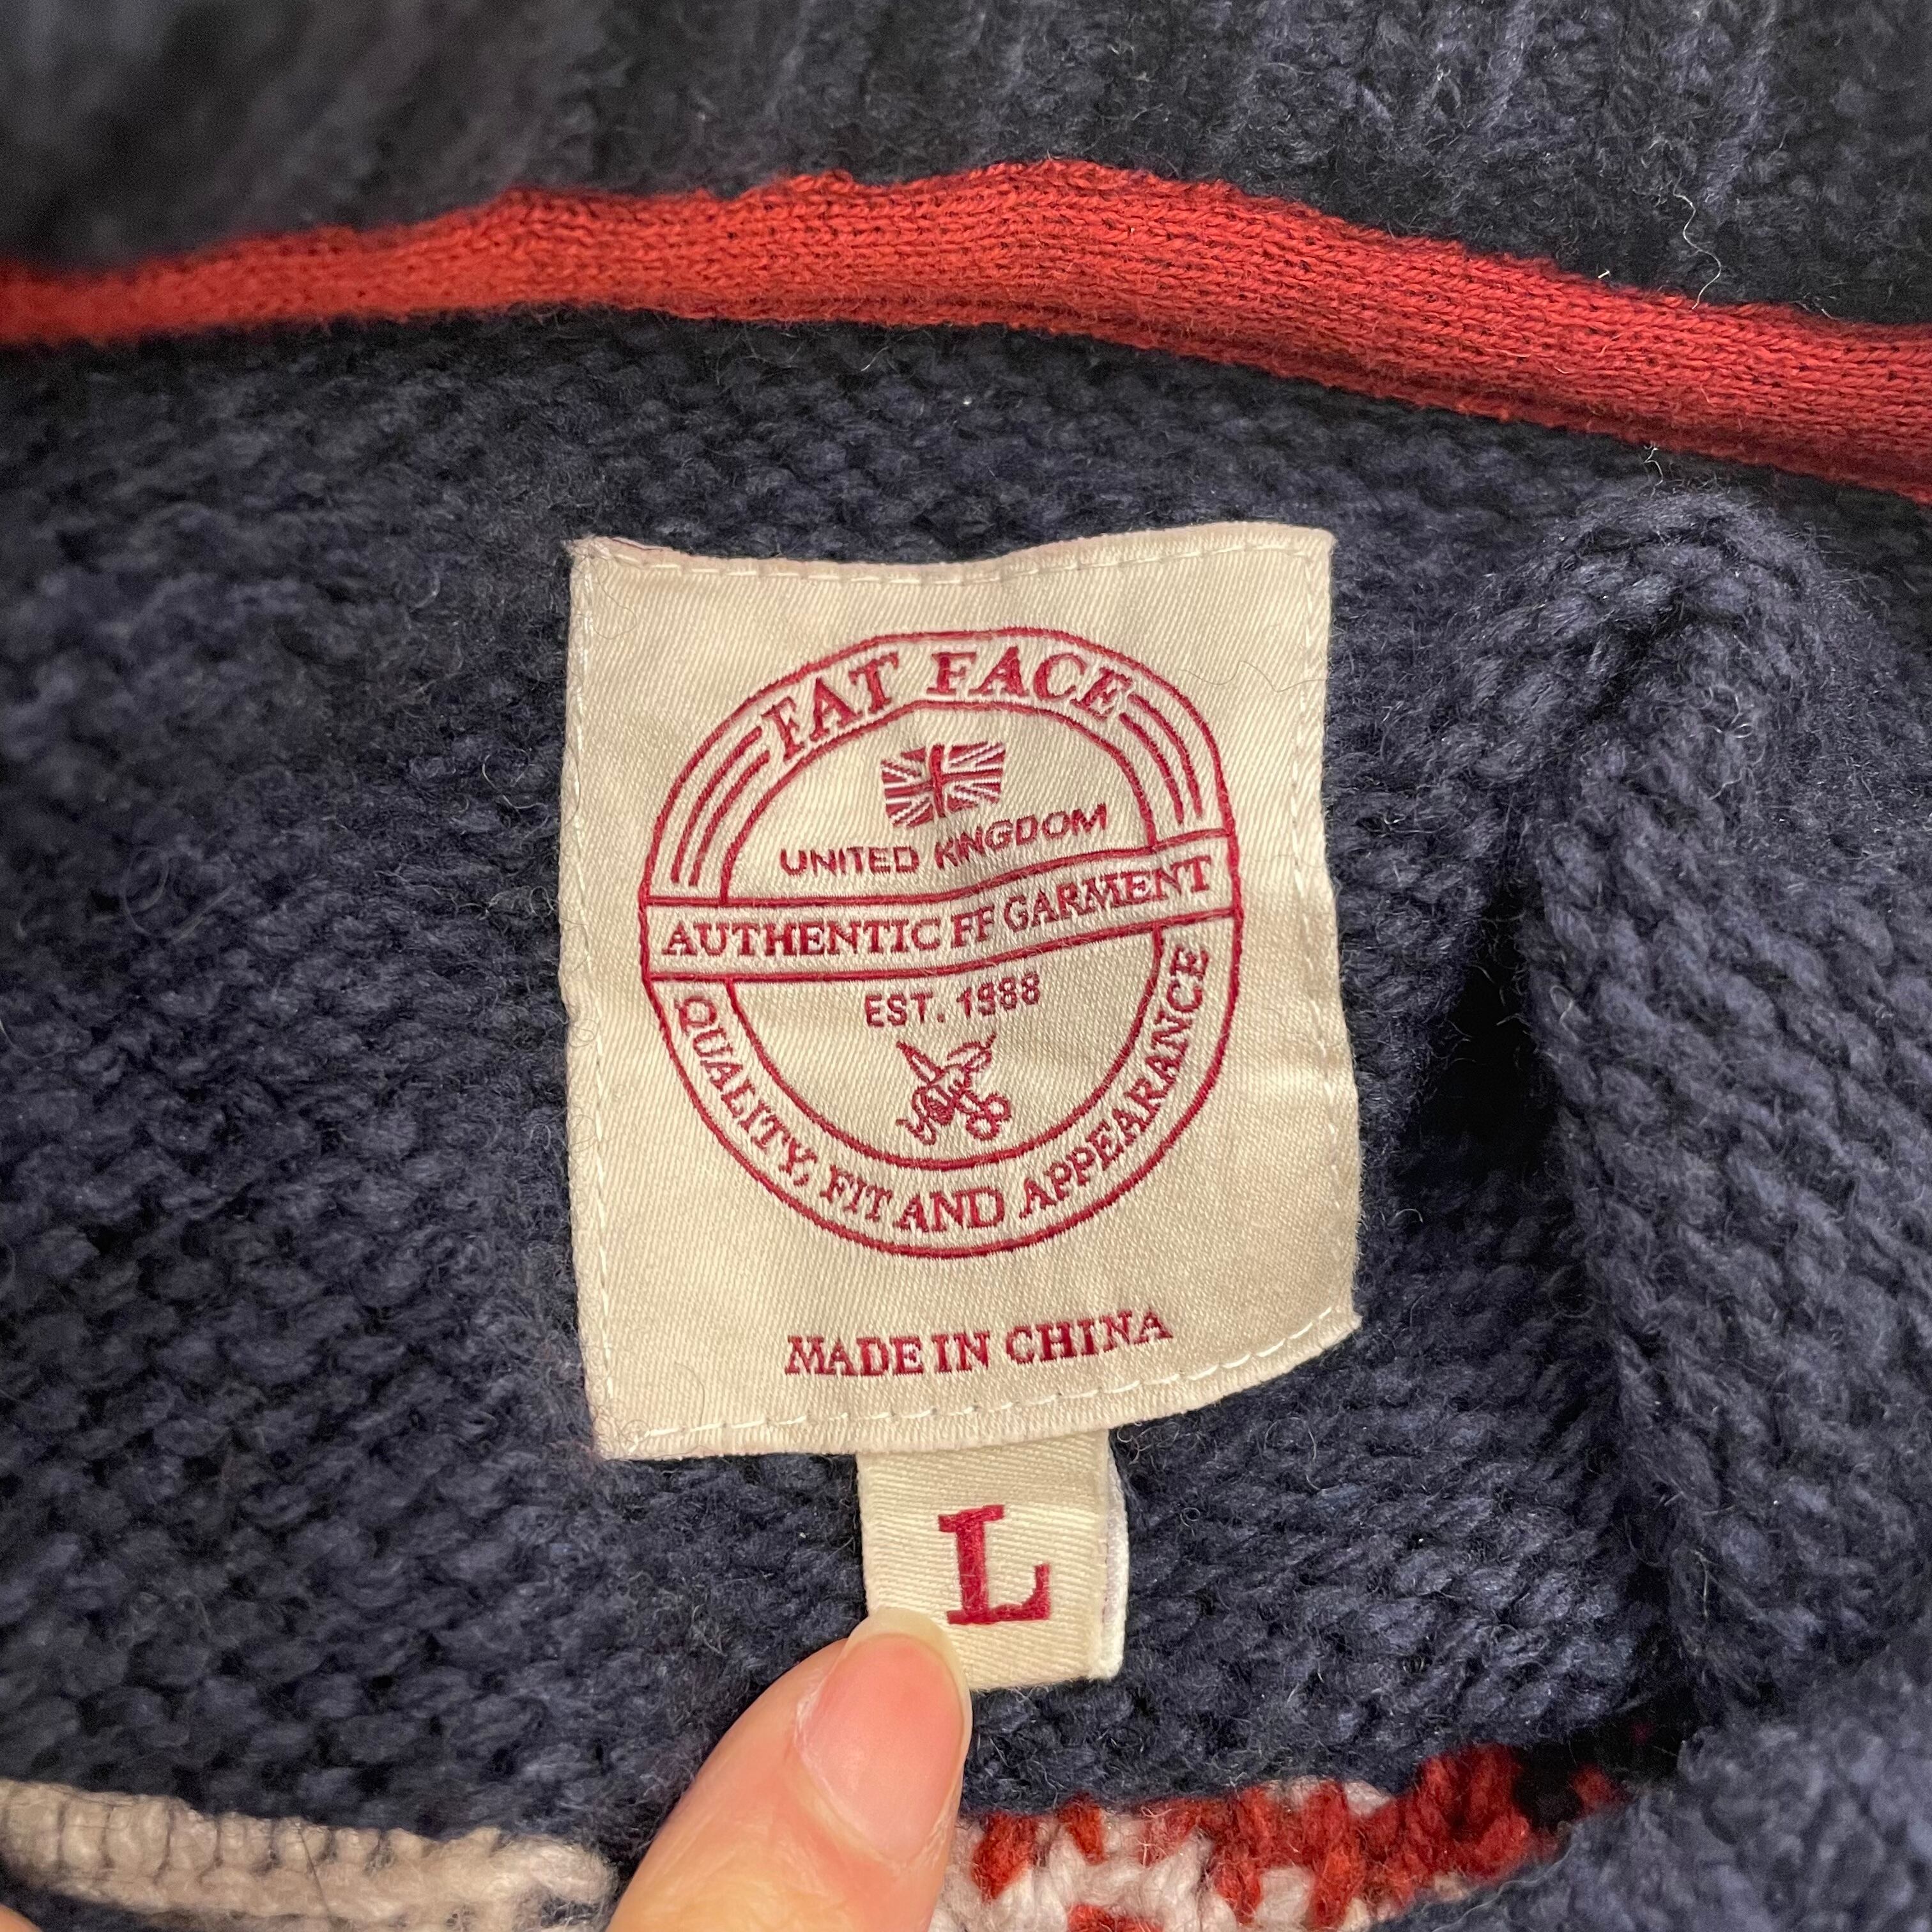 FAT FACE
UNITED KINGDOM
AUTHENTIC FF GARMENT
EST. 1988
QUALITY, FIT AND APPEARANCE
MADE IN CHINA
L